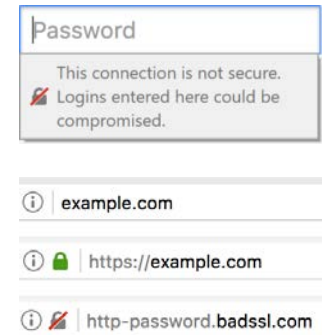 Password
This connection is not secure.
Logins entered here could be
compromised.
example.com
https://example.com
http-password.badssl.com